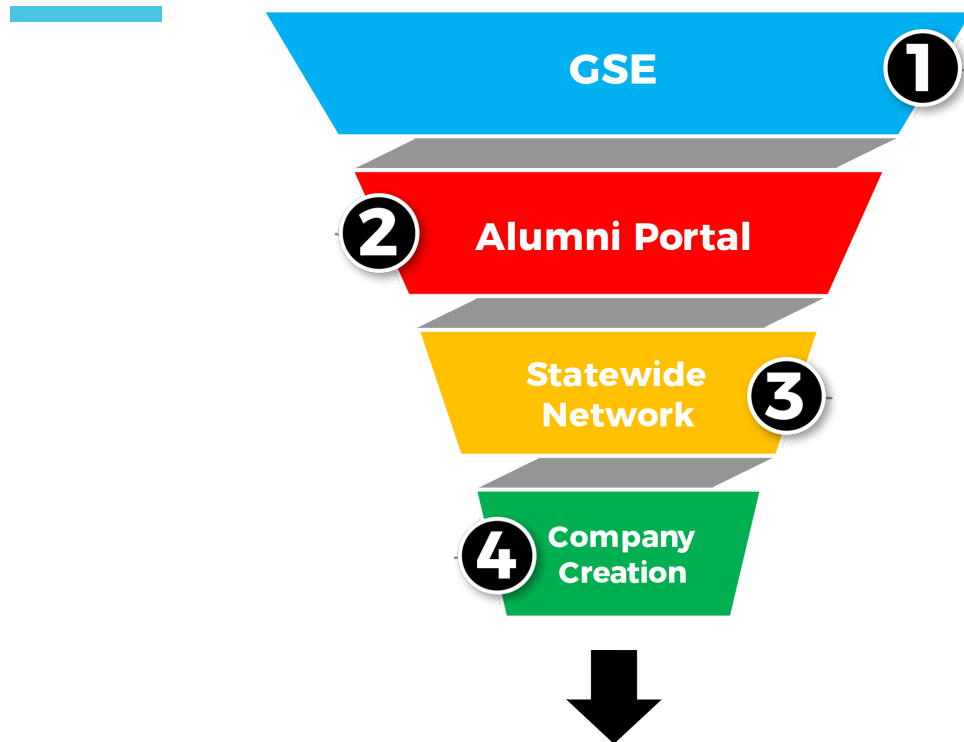 GSE
1
2
Alumni Portal
Statewide
Network
3
4
Company
Creation